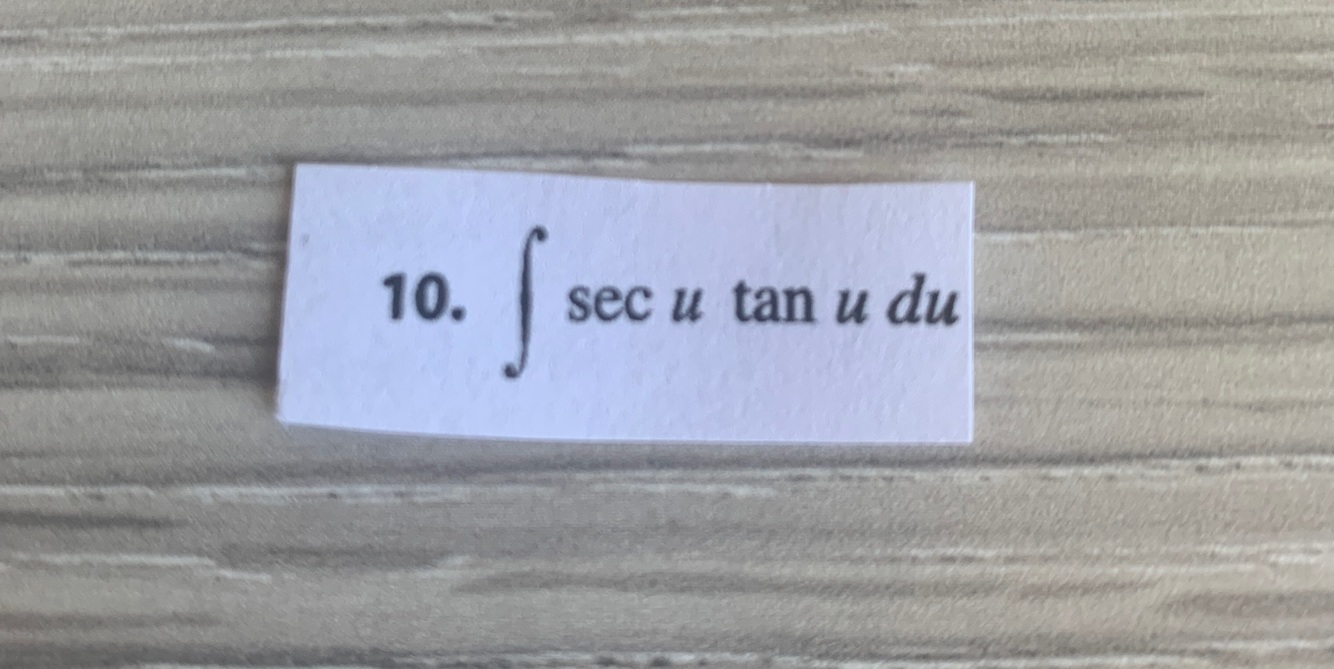 10. ∫ sec u tan u du